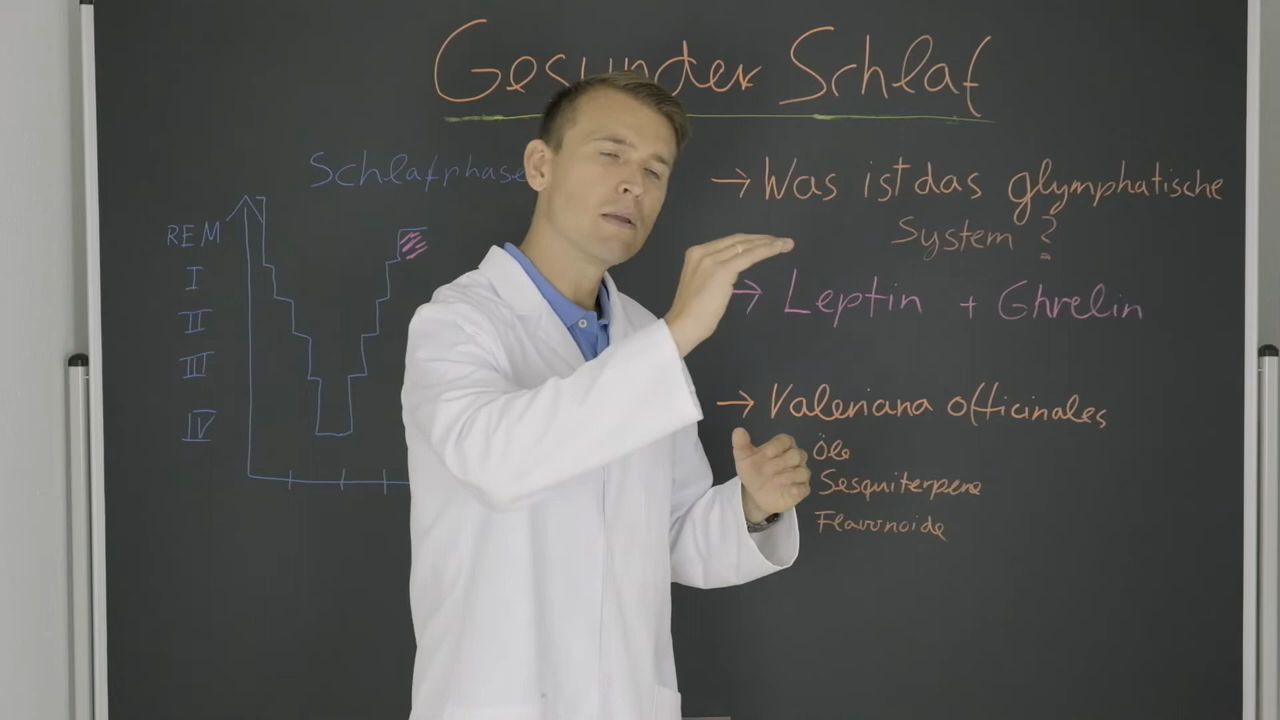 Gesunder Schlaf
Schlafphase
REM
I
II
III
IV
→ Was ist das glymphatische
System ?
→ Leptin + Ghrelin
→ Valeriana officinales
Öle
Sesquiterpene
Flavonoide